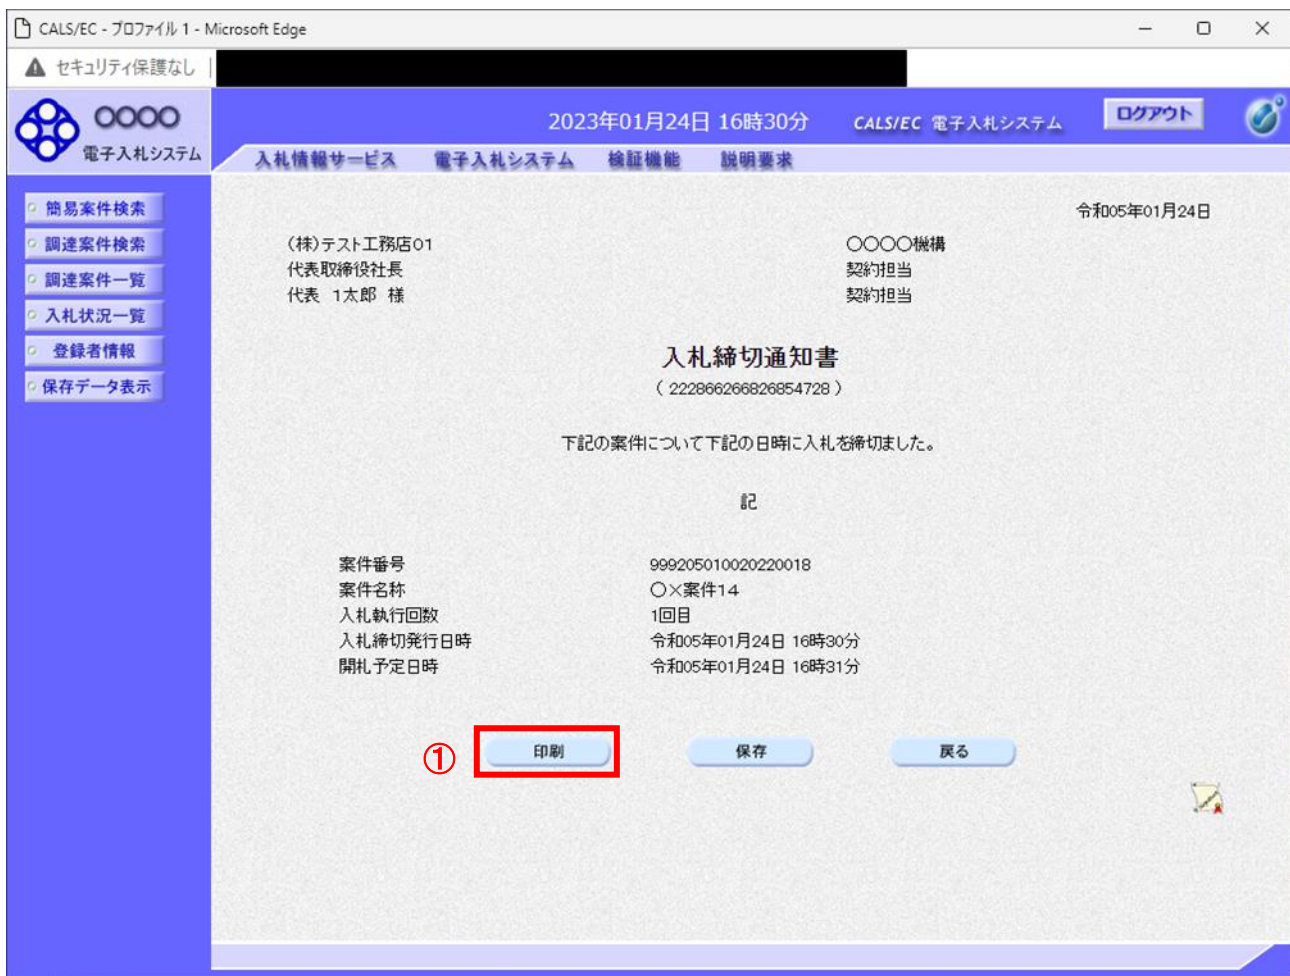 CALS/EC - プロファイル 1 - Microsoft Edge
セキュリティ保護なし
〇〇〇〇
電子入札システム
2023年01月24日 16時30分
CALS/EC 電子入札システム
ログアウト
入札情報サービス 電子入札システム 検証機能 説明要求
簡易案件検索
調達案件検索
調達案件一覧
入札状況一覧
登録者情報
保存データ表示
令和05年01月24日
(株)テスト工務店01
代表取締役社長
代表 1太郎 様
〇〇〇〇機構
契約担当
契約担当
入札締切通知書
( 222866266826854728 )
下記の案件について下記の日時に入札を締切ました。
記
案件番号 999205010020220018
案件名称 〇×案件14
入札執行回数 1回目
入札締切発行日時 令和05年01月24日 16時30分
開札予定日時 令和05年01月24日 16時31分
① 印刷 保存 戻る